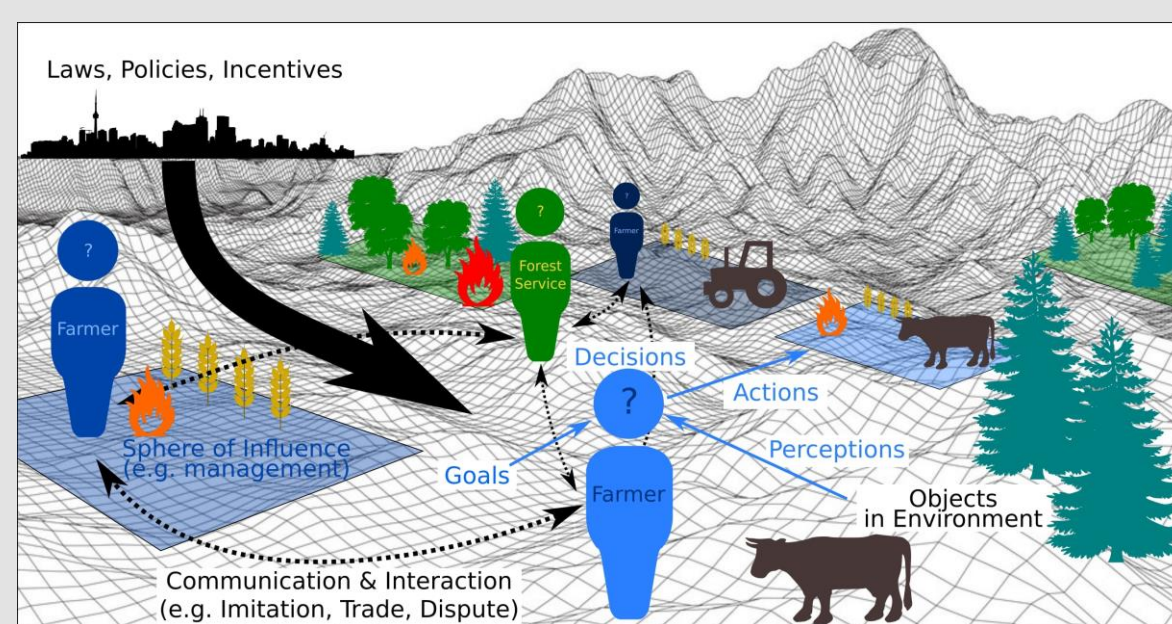 Laws, Policies, Incentives
?
Farmer
?
Forest
Service
?
Farmer
Decisions
?
Actions
Sphere of Influence
(e.g. management)
Goals
Perceptions
Farmer
Objects
in Environment
Communication & Interaction
(e.g. Imitation, Trade, Dispute)